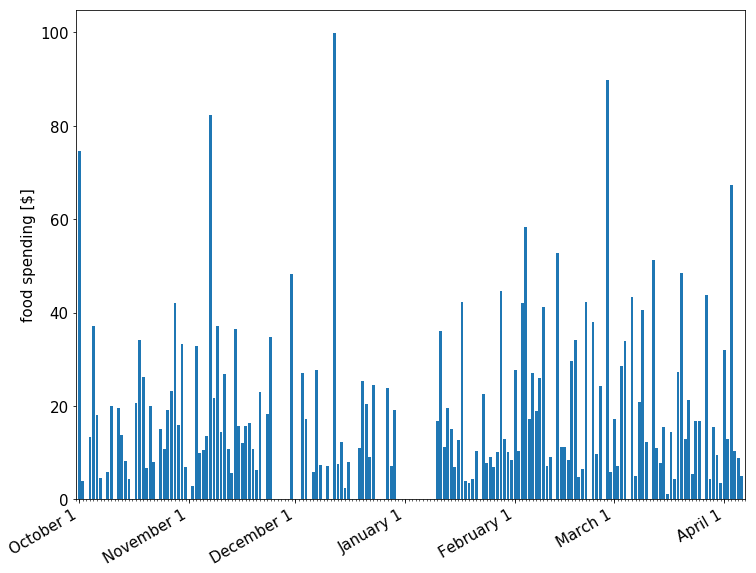 100
80
60
40
20
0
food spending [$]
October 1
November 1
December 1
January 1
February 1
March 1
April 1